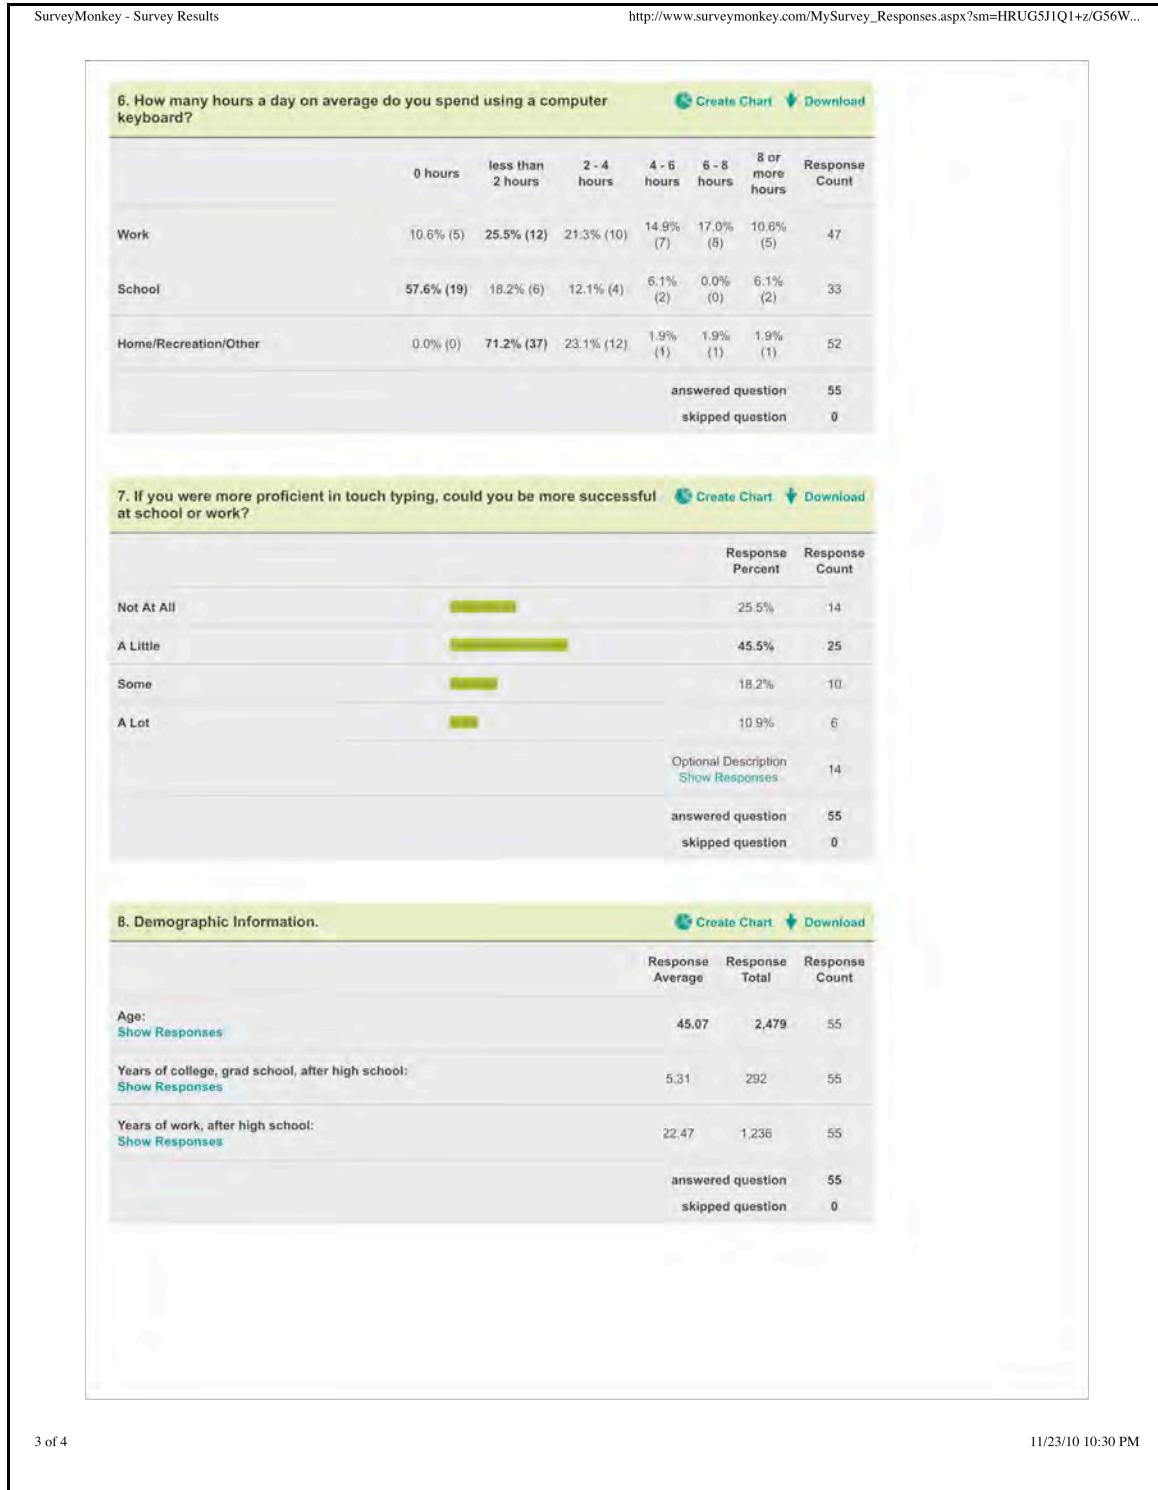 SurveyMonkey - Survey Results http://www.surveymonkey.com/MySurvey_Responses.aspx?sm=HRUG5J1Q1+z/G56W...
6. How many hours a day on average do you spend using a computer Create Chart Download
keyboard?
0 hours less than 2 hours 2 - 4 hours 4 - 6 hours 6 - 8 hours 8 or more hours Response Count
Work 10.6% (5) 25.5% (12) 21.3% (10) 14.9% (7) 17.0% (8) 10.6% (5) 47
School 57.6% (19) 18.2% (6) 12.1% (4) 6.1% (2) 0.0% (0) 6.1% (2) 33
Home/Recreation/Other 0.0% (0) 71.2% (37) 23.1% (12) 1.9% (1) 1.9% (1) 1.9% (1) 52
answered question 55
skipped question 0
7. If you were more proficient in touch typing, could you be more successful Create Chart Download
at school or work?
Response Percent Response Count
Not At All 25.5% 14
A Little 45.5% 25
Some 18.2% 10
A Lot 10.9% 6
Optional Description 14
Show Responses
answered question 55
skipped question 0
8. Demographic Information. Create Chart Download
Response Average Response Total Response Count
Age: 45.07 2,479 55
Show Responses
Years of college, grad school, after high school: 5.31 292 55
Show Responses
Years of work, after high school: 22.47 1,236 55
Show Responses
answered question 55
skipped question 0
3 of 4 11/23/10 10:30 PM